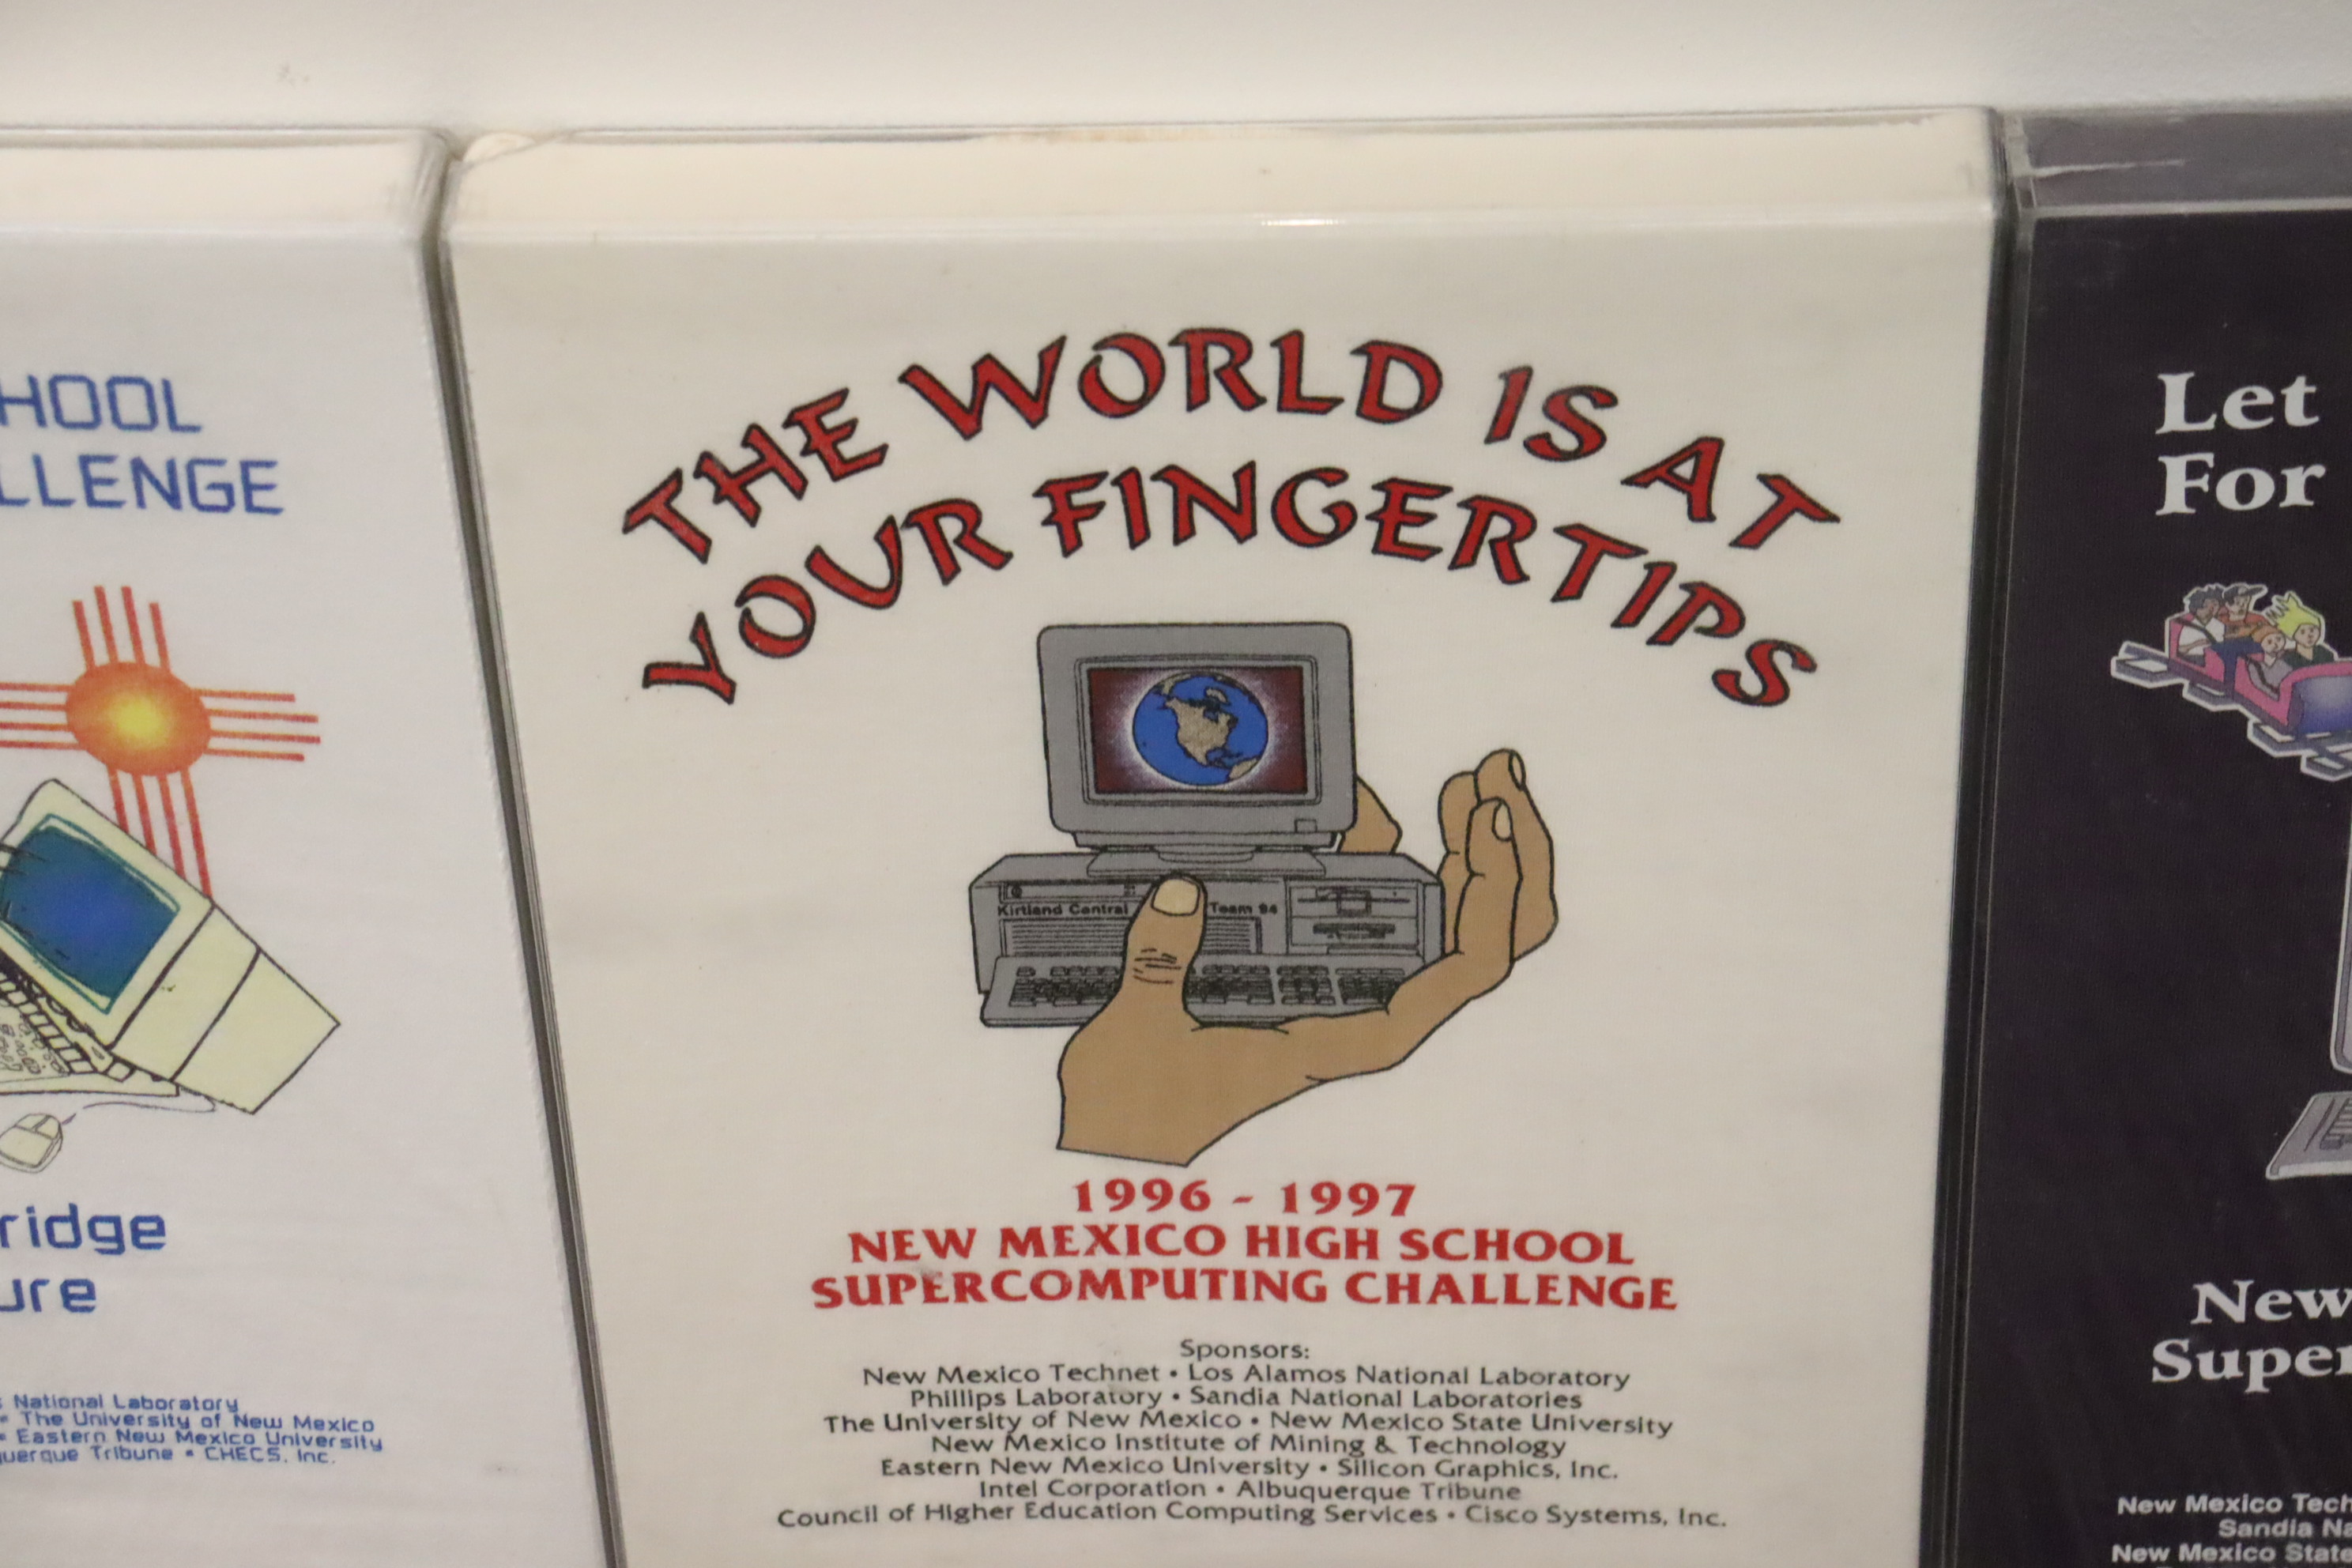 HOOL
LLENGE
ridge
ure
National Laboratory
• The University of New Mexico
• Eastern New Mexico University
uerque Tribune • CHECS, Inc.
THE WORLD IS AT
YOUR FINGERTIPS
Kirtland Central Team 94
1996 - 1997
NEW MEXICO HIGH SCHOOL
SUPERCOMPUTING CHALLENGE
Sponsors:
New Mexico Technet • Los Alamos National Laboratory
Phillips Laboratory • Sandia National Laboratories
The University of New Mexico • New Mexico State University
New Mexico Institute of Mining & Technology
Eastern New Mexico University • Silicon Graphics, Inc.
Intel Corporation • Albuquerque Tribune
Council of Higher Education Computing Services • Cisco Systems, Inc.
Let
For
New
Super
New Mexico Tech
Sandia Na
New Mexico State